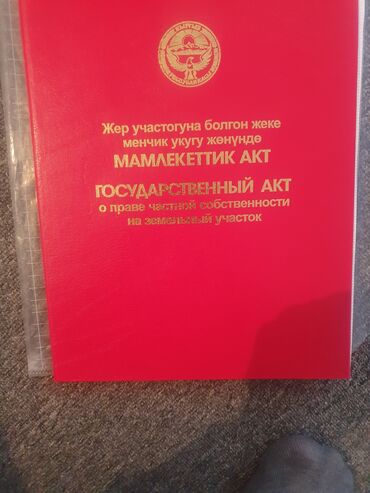 Жер участогуна болгон жеке
менчик укугу жөнүндө
МАМЛЕКЕТТИК АКТ
ГОСУДАРСТВЕННЫЙ АКТ
о праве частной собственности
на земельный участок